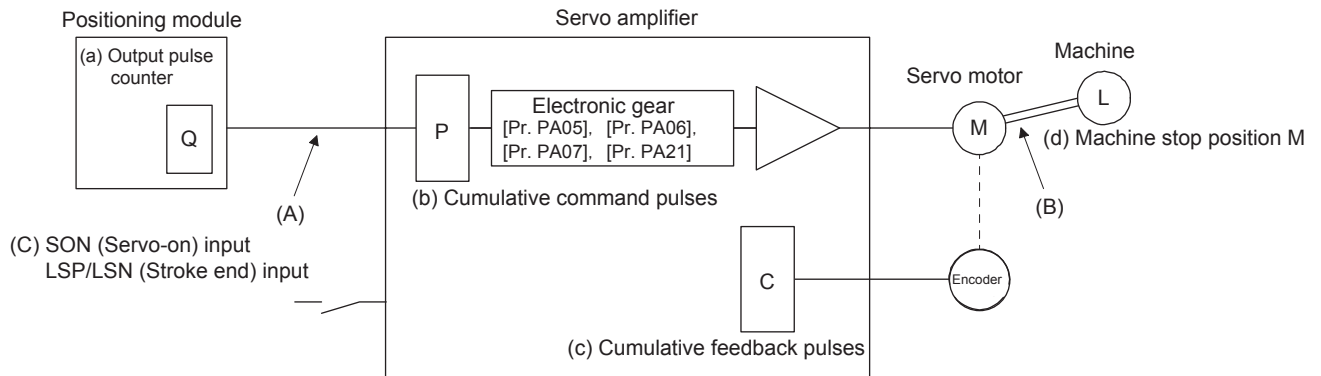 Positioning module
Servo amplifier
(a) Output pulse
counter
Q
(A)
P
Electronic gear
[Pr. PA05], [Pr. PA06],
[Pr. PA07], [Pr. PA21]
(b) Cumulative command pulses
Servo motor
M
Machine
L
(d) Machine stop position M
(B)
(C) SON (Servo-on) input
LSP/LSN (Stroke end) input
C
Encoder
(c) Cumulative feedback pulses